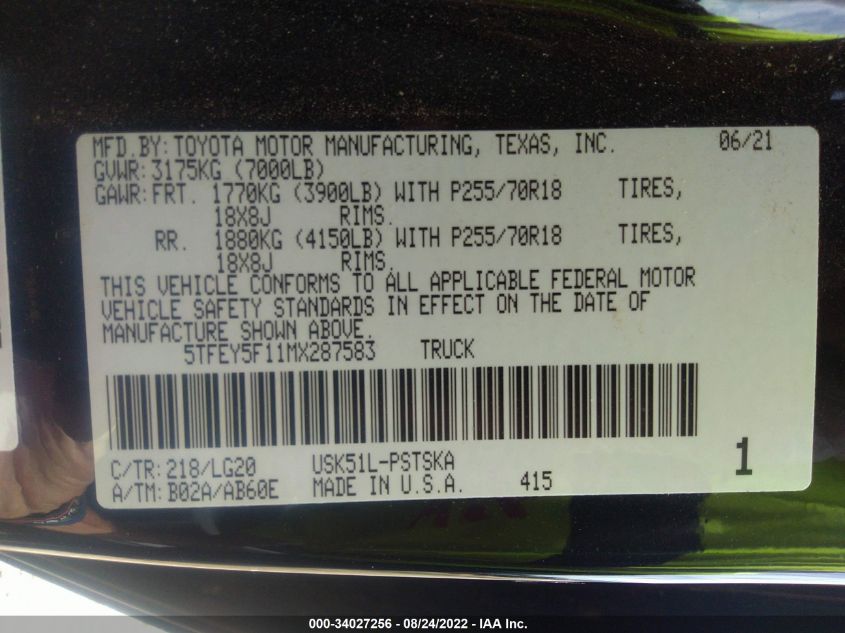 MFD.BY: TOYOTA MOTOR MANUFACTURING, TEXAS, INC. 06/21
GVWR: 3175KG (7000LB)
GAWR: FRT. 1770KG (3900LB) WITH P255/70R18 TIRES,
18X8J RIMS.
RR. 1880KG (4150LB) WITH P255/70R18 TIRES,
18X8J RIMS.
THIS VEHICLE CONFORMS TO ALL APPLICABLE FEDERAL MOTOR
VEHICLE SAFETY STANDARDS IN EFFECT ON THE DATE OF
MANUFACTURE SHOWN ABOVE.
5TFEY5F11MX287583 TRUCK
C/TR: 218/LG20 USK51L-PSTSKA 1
A/TM: B02A/AB60E MADE IN U.S.A. 415
000-34027256 - 08/24/2022 - IAA Inc.